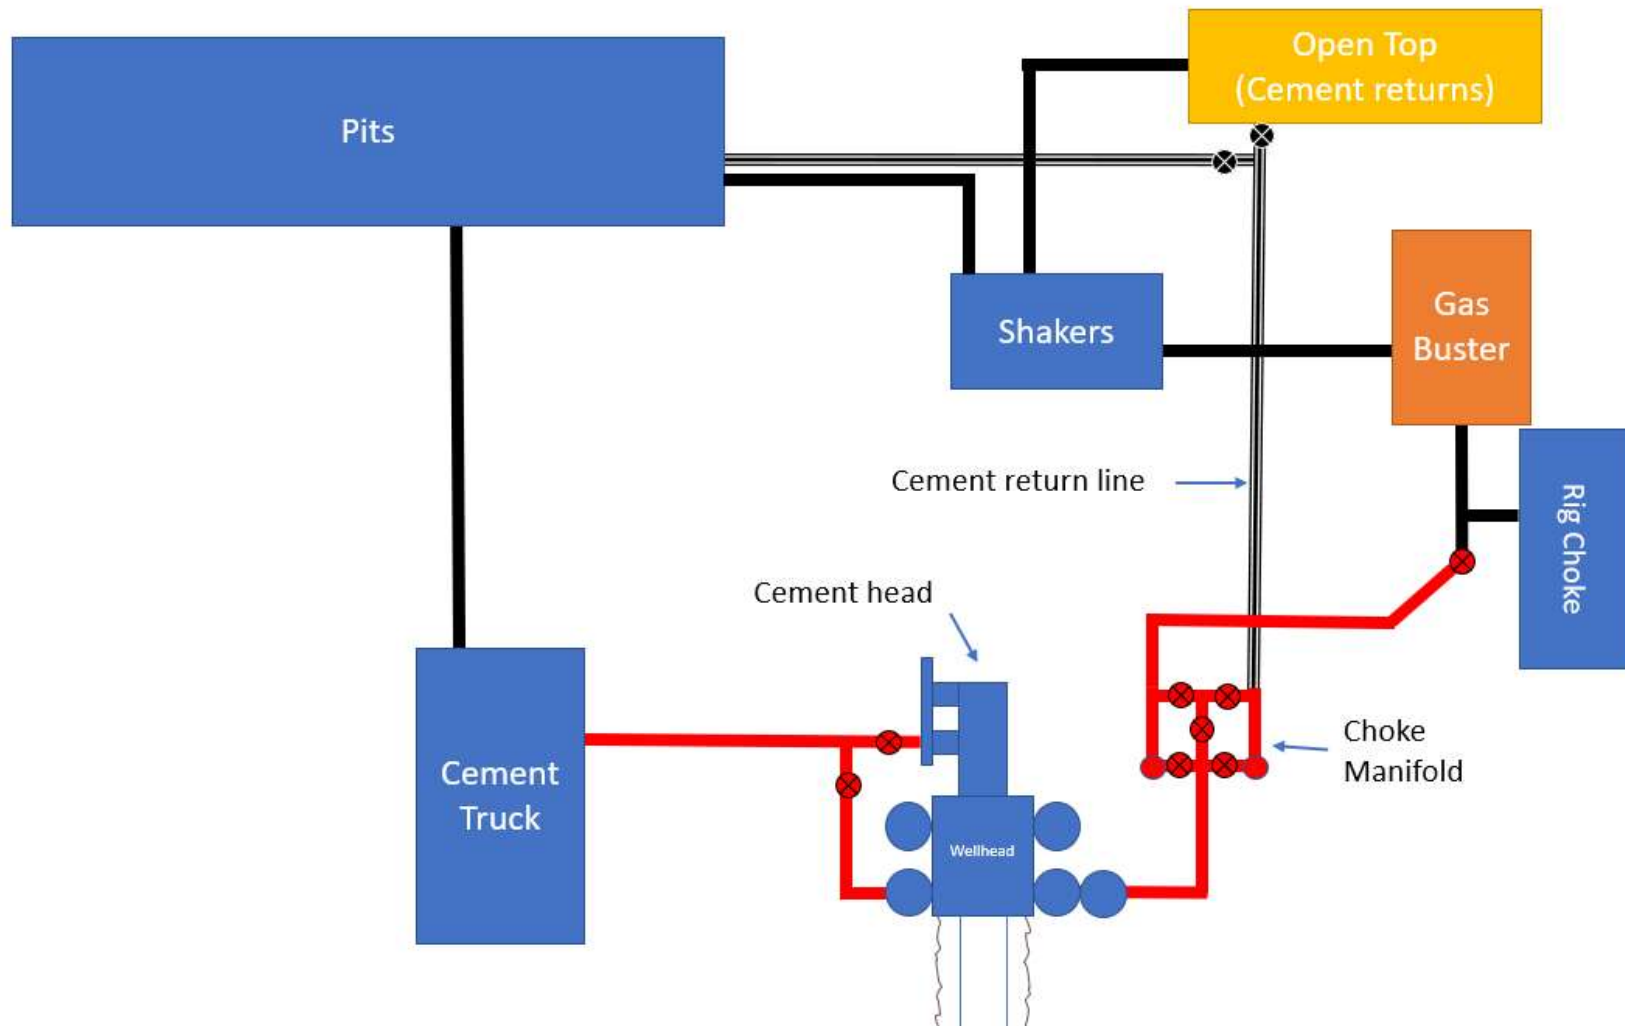 Open Top
(Cement returns)
Pits
Gas
Buster
Shakers
Cement return line
Rig Choke
Cement head
Choke
Manifold
Cement
Truck
Wellhead